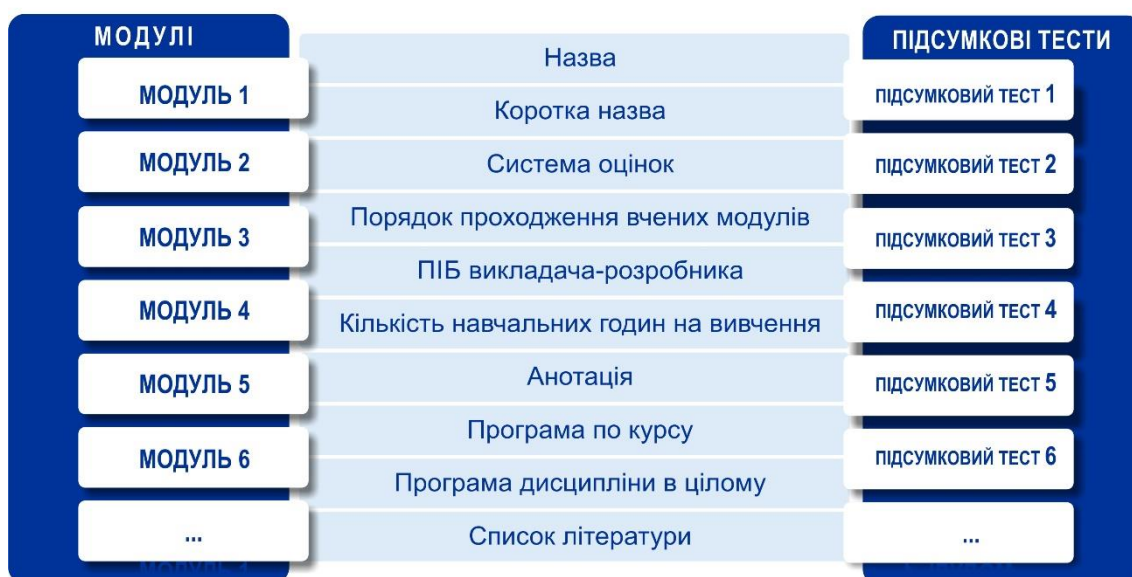 МОДУЛІ
МОДУЛЬ 1
МОДУЛЬ 2
МОДУЛЬ 3
МОДУЛЬ 4
МОДУЛЬ 5
МОДУЛЬ 6
...
Назва
Коротка назва
Система оцінок
Порядок проходження вчених модулів
ПІБ викладача-розробника
Кількість навчальних годин на вивчення
Анотація
Програма по курсу
Програма дисципліни в цілому
Список літератури
ПІДСУМКОВІ ТЕСТИ
ПІДСУМКОВИЙ ТЕСТ 1
ПІДСУМКОВИЙ ТЕСТ 2
ПІДСУМКОВИЙ ТЕСТ 3
ПІДСУМКОВИЙ ТЕСТ 4
ПІДСУМКОВИЙ ТЕСТ 5
ПІДСУМКОВИЙ ТЕСТ 6
...